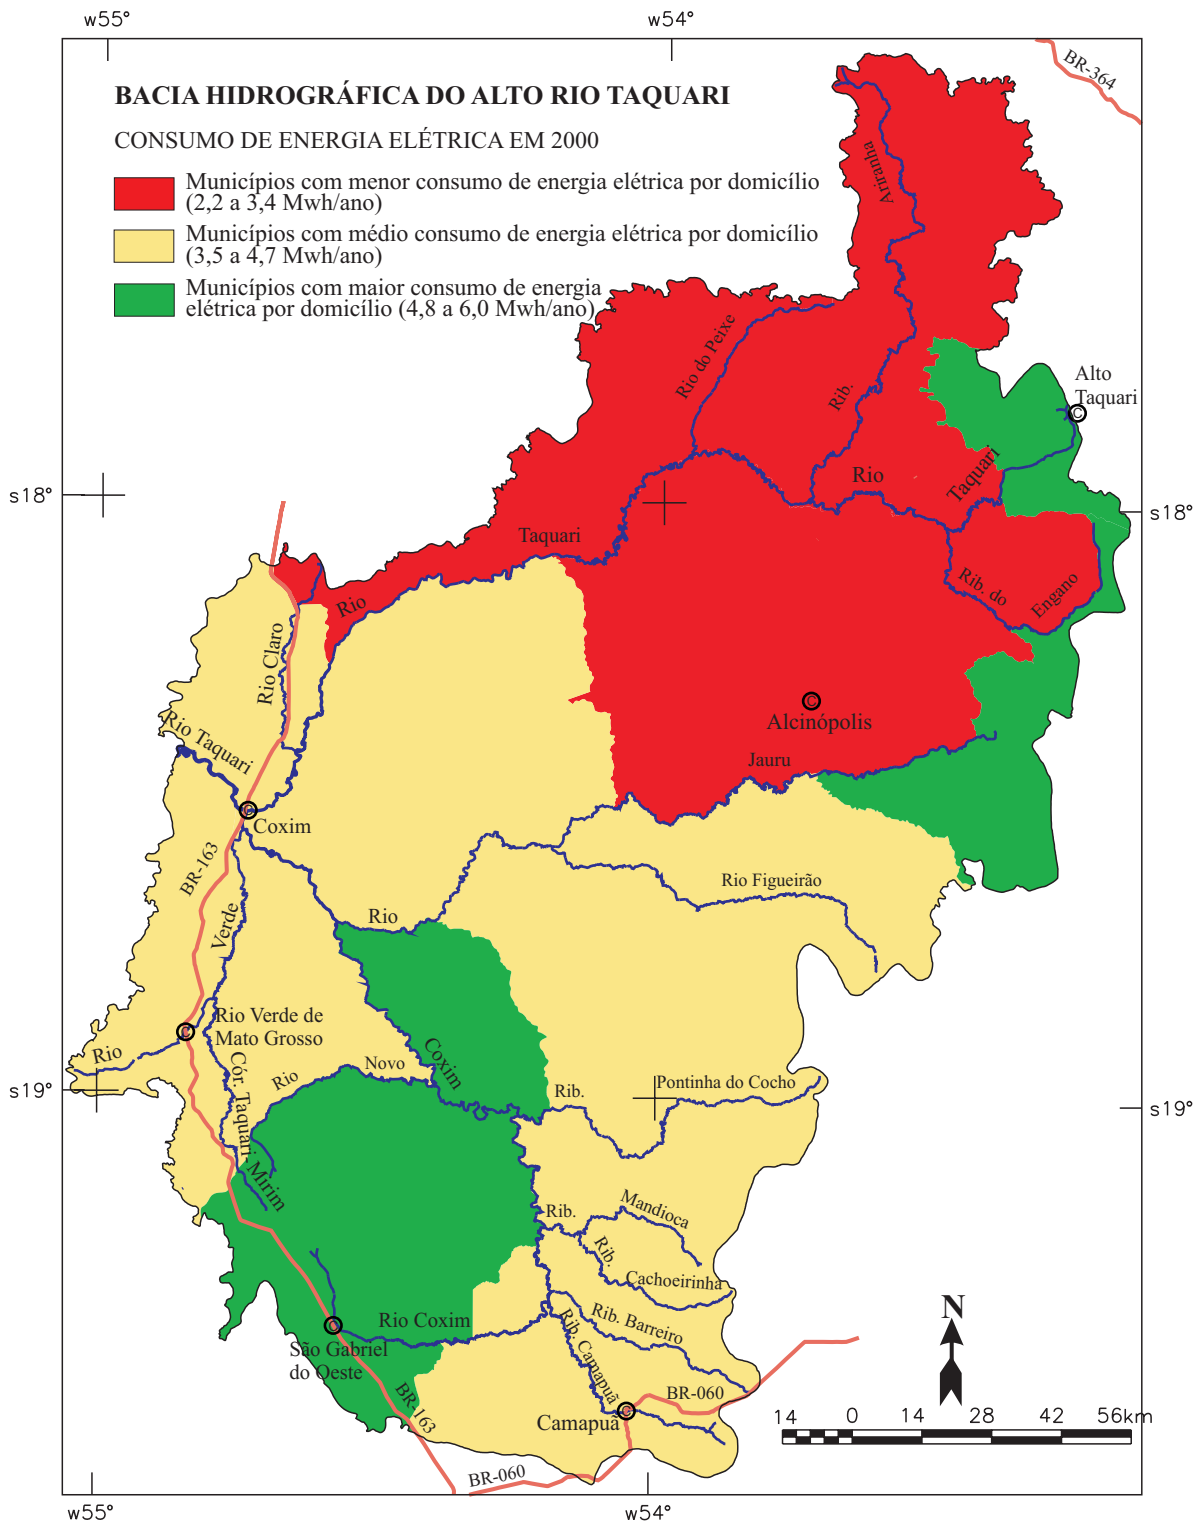 w55°
w54°
BR-364
BACIA HIDROGRÁFICA DO ALTO RIO TAQUARI
CONSUMO DE ENERGIA ELÉTRICA EM 2000
Municípios com menor consumo de energia elétrica por domicílio
(2,2 a 3,4 Mwh/ano)
Municípios com médio consumo de energia elétrica por domicílio
(3,5 a 4,7 Mwh/ano)
Municípios com maior consumo de energia
elétrica por domicílio (4,8 a 6,0 Mwh/ano)
Ariranha
Rio do Peixe
Rib.
Alto
Taquari
C
Rio
Taquari
s18°
s18°
Taquari
Rio
Rib. do
Engano
Rio Claro
Rio Taquari
C
Alcinópolis
Jauru
C
Coxim
BR-163
Rio Figueirão
Verde
Rio
C
Rio Verde de
Mato Grosso
Rio
Cór. Taquari
Mirim
Rio
Novo
Coxim
s19°
s19°
Rib.
Pontinha do Cocho
Rib.
Mandioca
Rib.
Cachoeirinha
Rib. Barreiro
Rib. Camapuã
Rio Coxim
C
São Gabriel
do Oeste
BR-163
BR-060
C
Camapuã
BR-060
N
14 0 14 28 42 56km
w55°
w54°